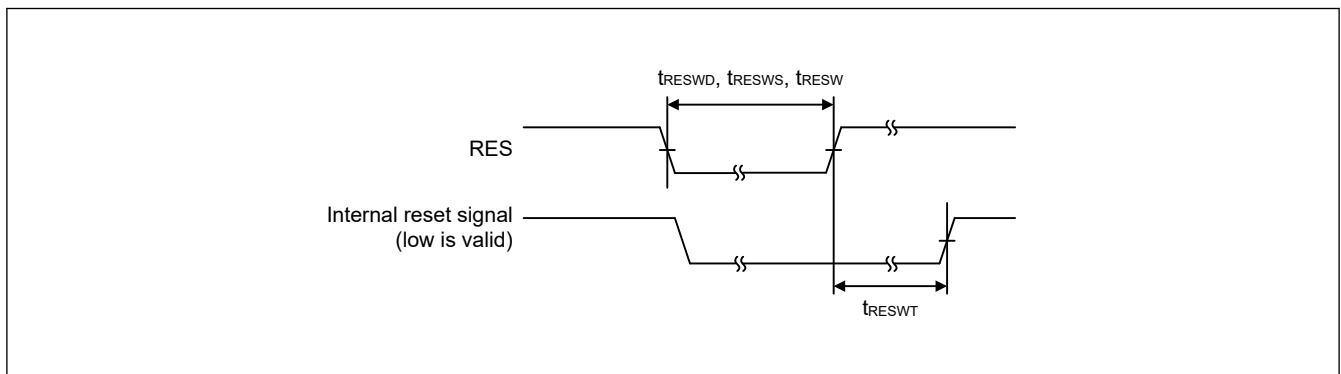 tRESWD, tRESWS, tRESW
RES
Internal reset signal
(low is valid)
tRESWT